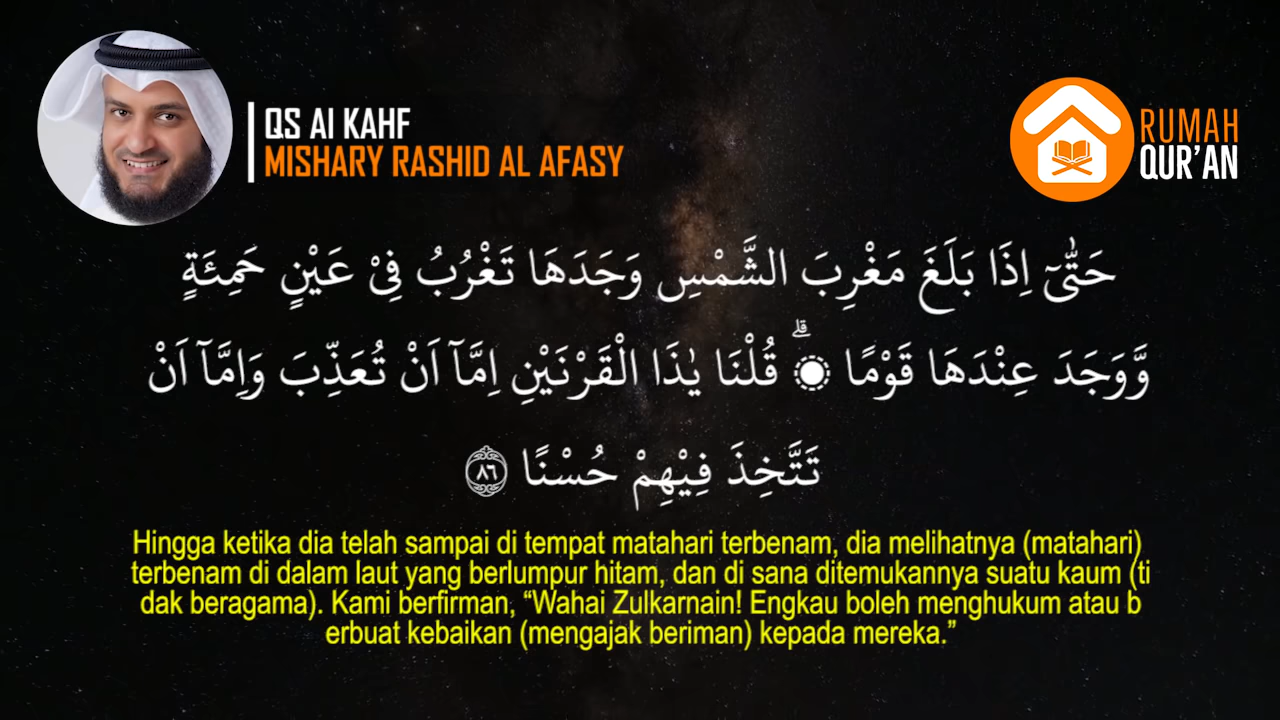 QS Al KAHF
MISHARY RASHID AL AFASY
RUMAH
QUR'AN
حَتّٰىٓ اِذَا بَلَغَ مَغْرِبَ الشَّمْسِ وَجَدَهَا تَغْرُبُ فِيْ عَيْنٍ حَمِئَةٍ
وَّوَجَدَ عِنْدَهَا قَوْمًا ۗ قُلْنَا يٰذَا الْقَرْنَيْنِ اِمَّآ اَنْ تُعَذِّبَ وَاِمَّآ اَنْ
تَتَّخِذَ فِيْهِمْ حُسْنًا ٨٦
Hingga ketika dia telah sampai di tempat matahari terbenam, dia melihatnya (matahari)
terbenam di dalam laut yang berlumpur hitam, dan di sana ditemukannya suatu kaum (ti
dak beragama). Kami berfirman, “Wahai Zulkarnain! Engkau boleh menghukum atau b
erbuat kebaikan (mengajak beriman) kepada mereka.”